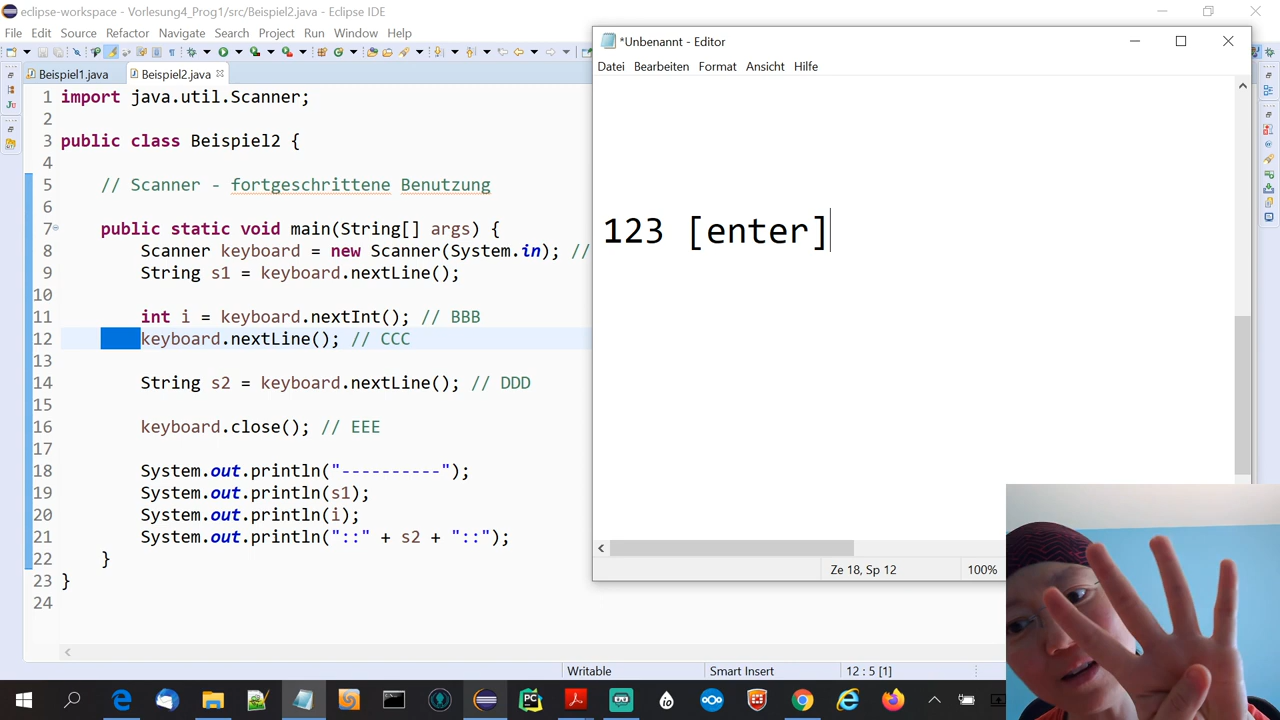 eclipse-workspace - Vorlesung4_Prog1/src/Beispiel2.java - Eclipse IDE
File Edit Source Refactor Navigate Search Project Run Window Help
Beispiel1.java Beispiel2.java
1 import java.util.Scanner;
2
3 public class Beispiel2 {
4
5 // Scanner - fortgeschrittene Benutzung
6
7 public static void main(String[] args) {
8 Scanner keyboard = new Scanner(System.in); //
9 String s1 = keyboard.nextLine();
10
11 int i = keyboard.nextInt(); // BBB
12 keyboard.nextLine(); // CCC
13
14 String s2 = keyboard.nextLine(); // DDD
15
16 keyboard.close(); // EEE
17
18 System.out.println("----------");
19 System.out.println(s1);
20 System.out.println(i);
21 System.out.println("::" + s2 + "::");
22 }
23 }
24
Writable Smart Insert 12 : 5 [1]
*Unbenannt - Editor
Datei Bearbeiten Format Ansicht Hilfe
123 [enter]
Ze 18, Sp 12 100%